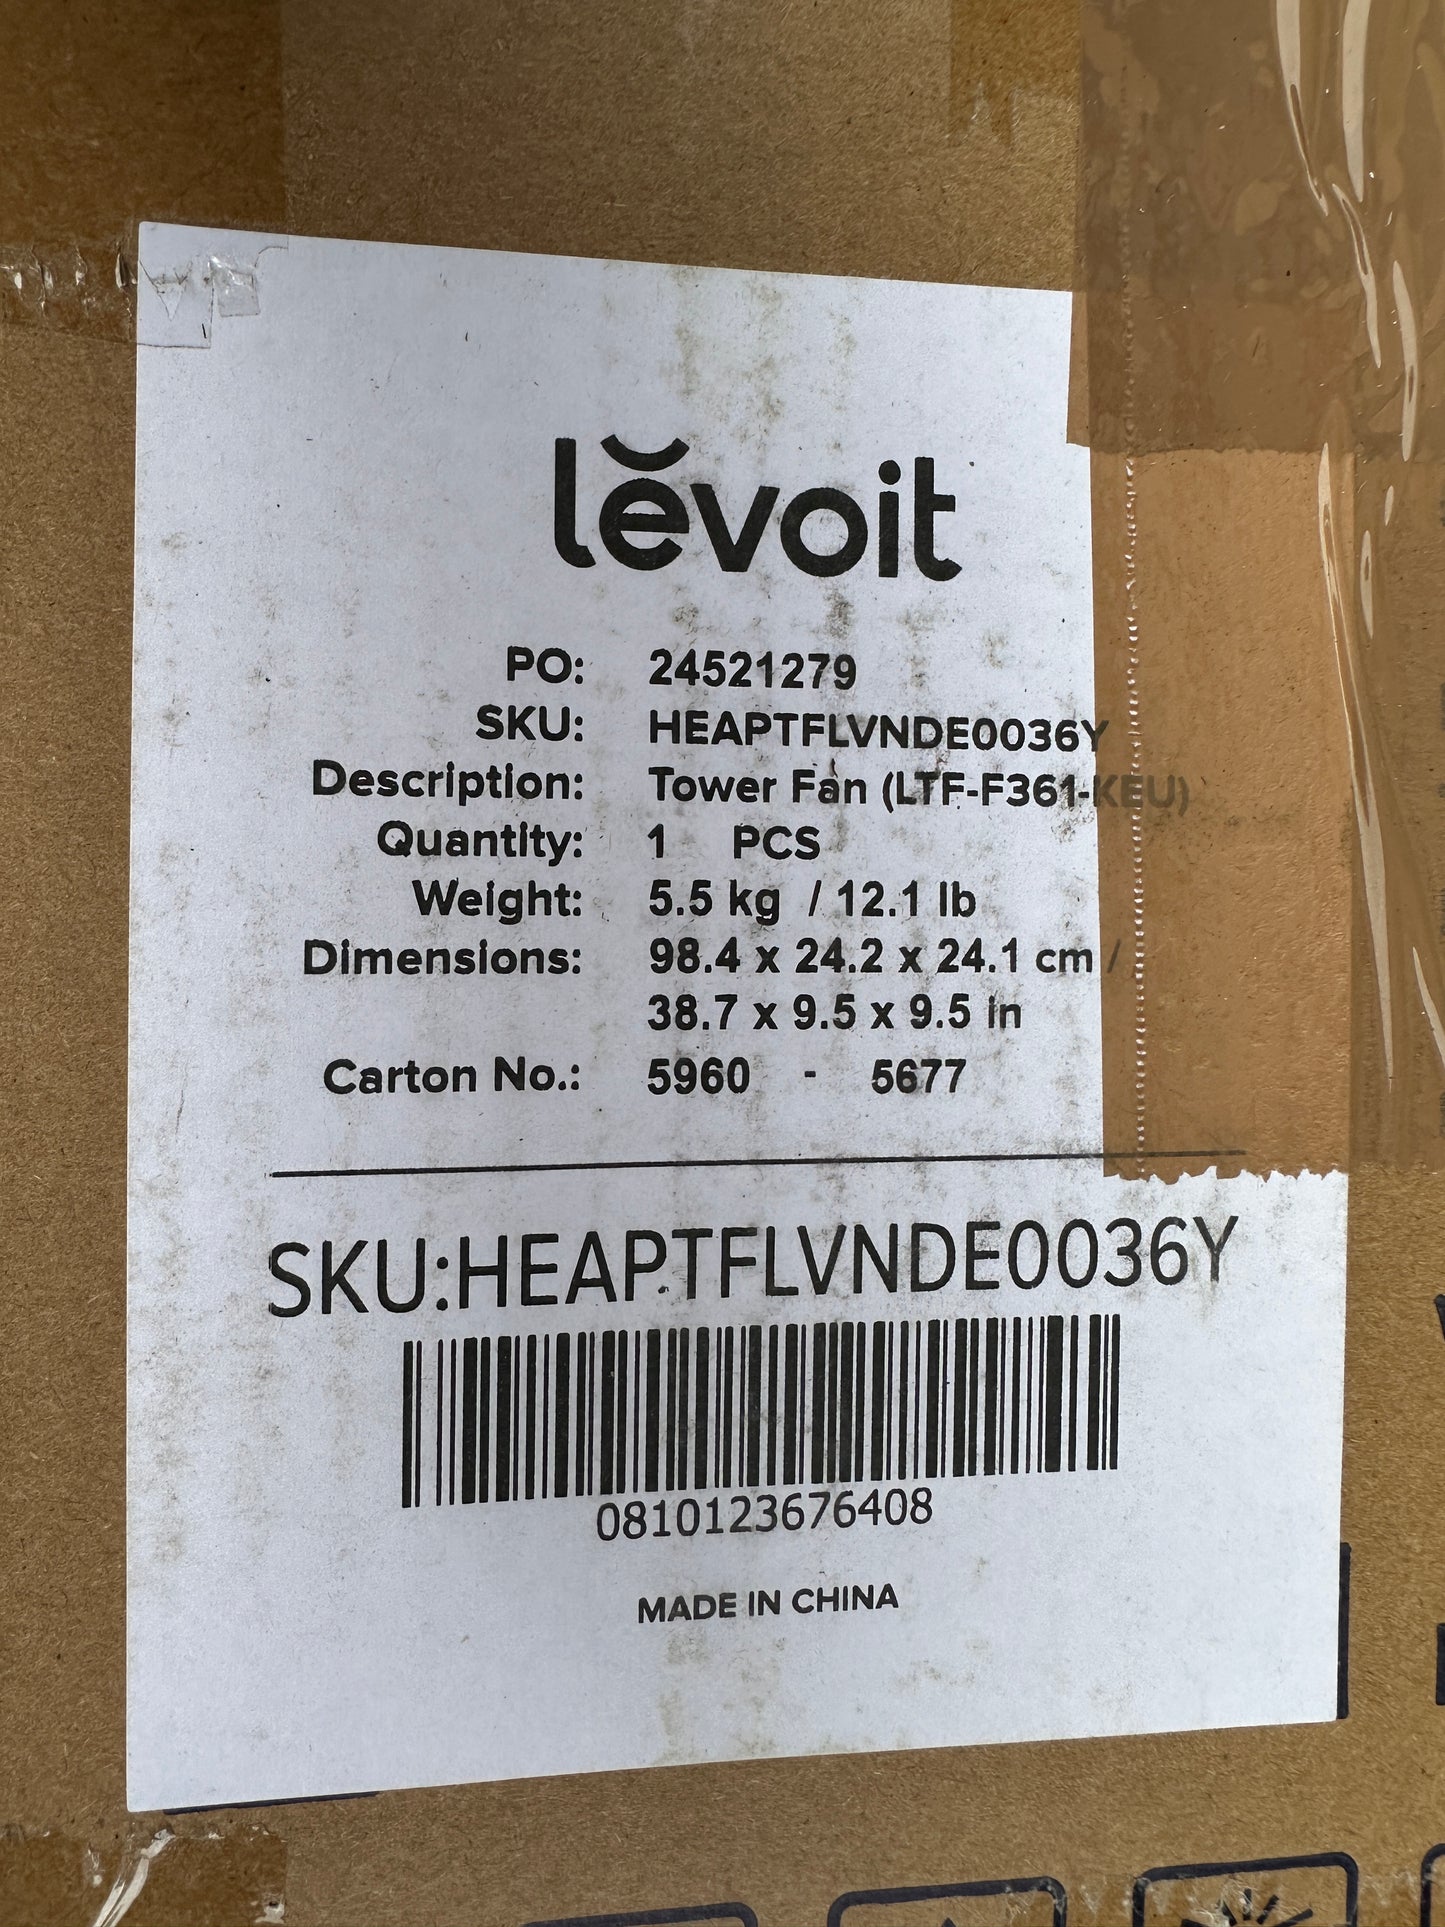 lĕvoit
PO: 24521279
SKU: HEAPTFLVNDE0036Y
Description: Tower Fan (LTF-F361-KEU)
Quantity: 1 PCS
Weight: 5.5 kg / 12.1 lb
Dimensions: 98.4 x 24.2 x 24.1 cm /
38.7 x 9.5 x 9.5 in
Carton No.: 5960 - 5677
SKU:HEAPTFLVNDE0036Y
0810123676408
MADE IN CHINA